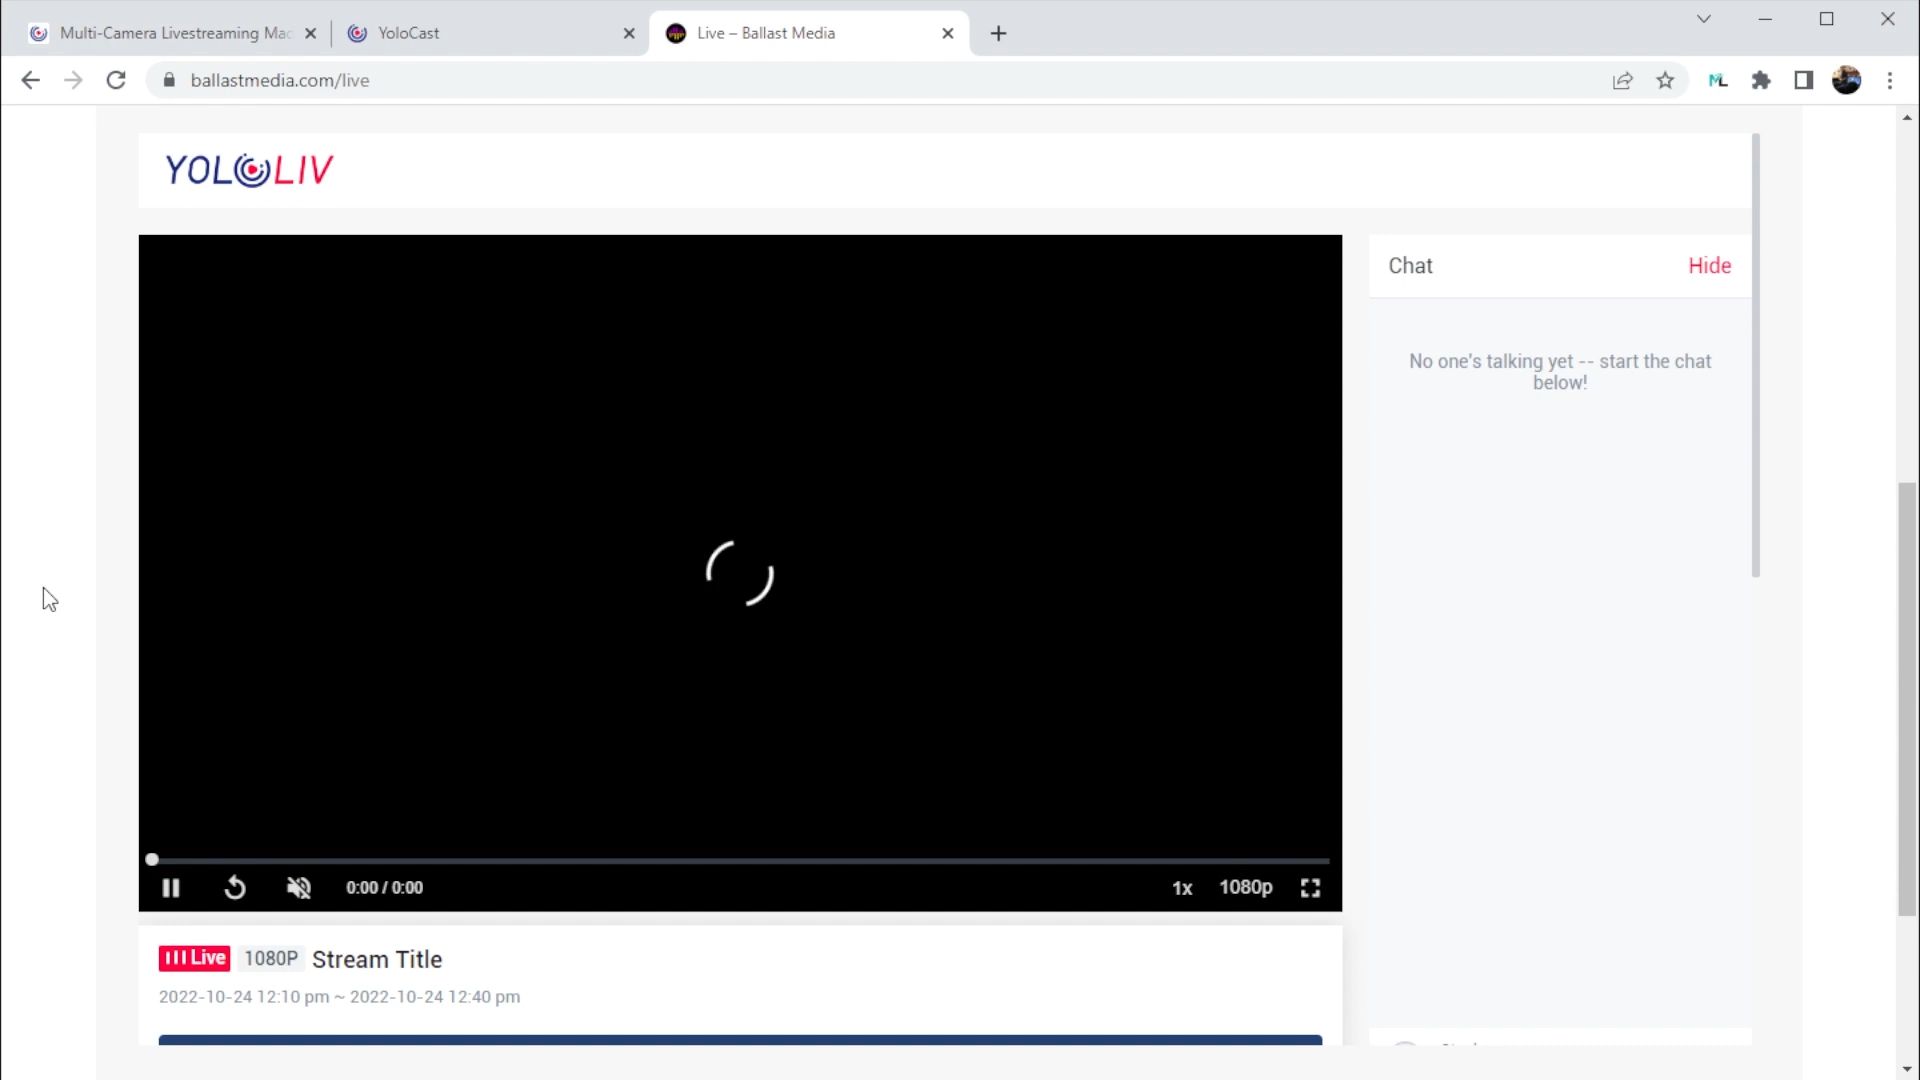 Multi-Camera Livestreaming Mac
YoloCast
Live – Ballast Media
ballastmedia.com/live
ML
YOLOLIV
Chat
Hide
No one's talking yet -- start the chat
below!
0:00 / 0:00
1x
1080p
Live
1080P
Stream Title
2022-10-24 12:10 pm ~ 2022-10-24 12:40 pm